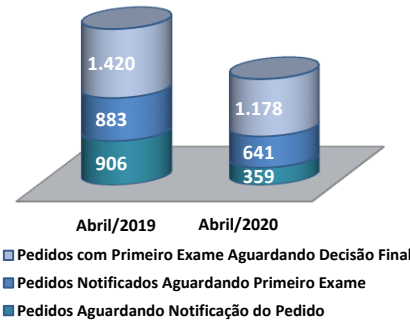 1.420
883
906
1.178
641
359
Abril/2019
Abril/2020
Pedidos com Primeiro Exame Aguardando Decisão Final
Pedidos Notificados Aguardando Primeiro Exame
Pedidos Aguardando Notificação do Pedido